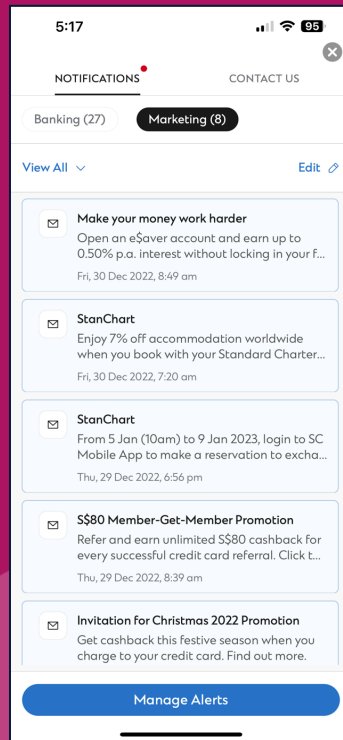 5:17
95
NOTIFICATIONS
CONTACT US
Banking (27)
Marketing (8)
View All
Edit
Make your money work harder
Open an e$aver account and earn up to
0.50% p.a. interest without locking in your f...
Fri, 30 Dec 2022, 8:49 am
StanChart
Enjoy 7% off accommodation worldwide
when you book with your Standard Charter...
Fri, 30 Dec 2022, 7:20 am
StanChart
From 5 Jan (10am) to 9 Jan 2023, login to SC
Mobile App to make a reservation to excha...
Thu, 29 Dec 2022, 6:56 pm
S$80 Member-Get-Member Promotion
Refer and earn unlimited S$80 cashback for
every successful credit card referral. Click t...
Thu, 29 Dec 2022, 8:39 am
Invitation for Christmas 2022 Promotion
Get cashback this festive season when you
charge to your credit card. Find out more.
Manage Alerts